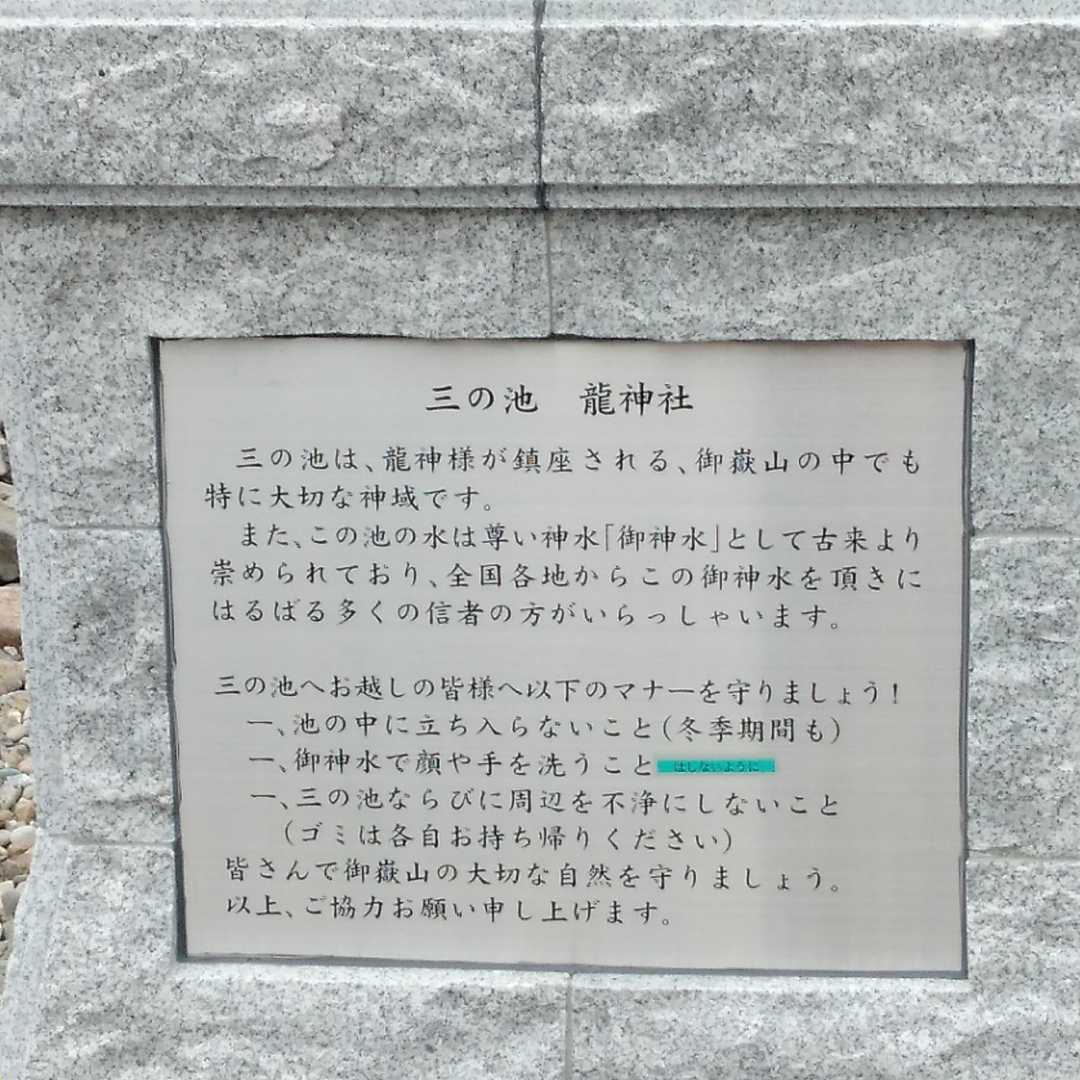 三の池　龍神社
三の池は、龍神様が鎮座される、御嶽山の中でも
特に大切な神域です。
また、この池の水は尊い神水「御神水」として古来より
崇められており、全国各地からこの御神水を頂きに
はるばる多くの信者の方がいらっしゃいます。
三の池へお越しの皆様へ以下のマナーを守りましょう！
一、池の中に立ち入らないこと（冬季期間も）
一、御神水で顔や手を洗うこと はしないように
一、三の池ならびに周辺を不浄にしないこと
（ゴミは各自お持ち帰りください）
皆さんで御嶽山の大切な自然を守りましょう。
以上、ご協力お願い申し上げます。